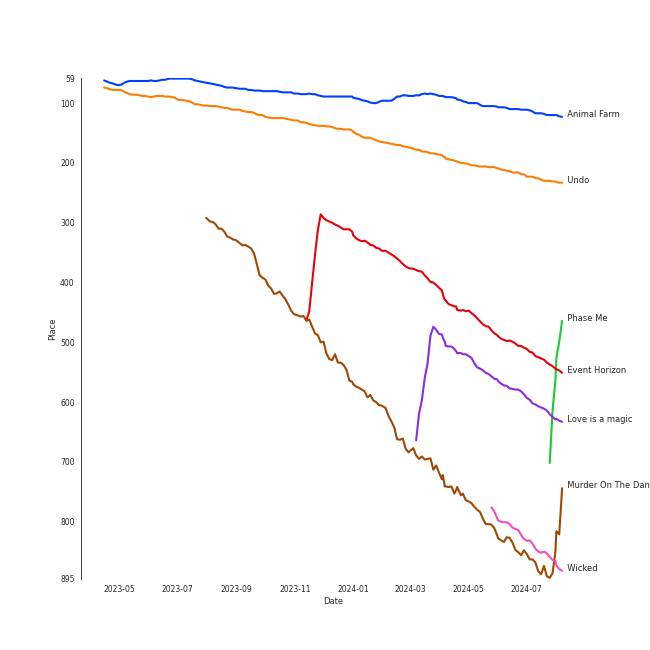 59
100
200
300
400
500
600
700
800
895
Place
Animal Farm
Undo
Phase Me
Event Horizon
Love is a magic
Murder On The Dan
Wicked
2023-05
2023-07
2023-09
2023-11
2024-01
2024-03
2024-05
2024-07
Date